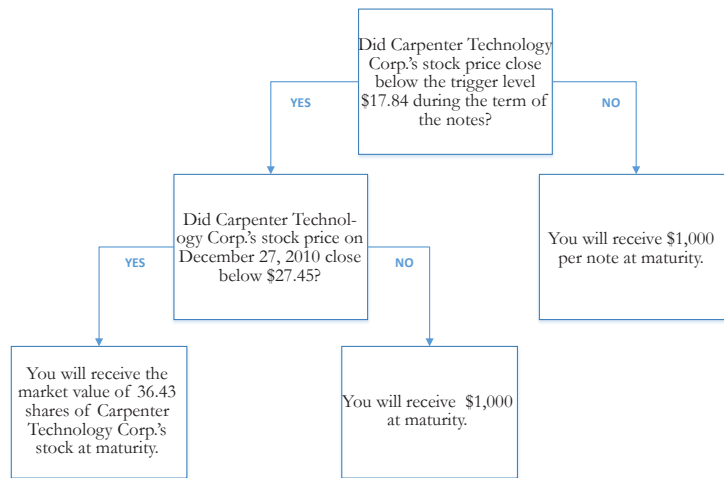 Did Carpenter Technology
Corp.'s stock price close
below the trigger level
$17.84 during the term of
the notes?
YES
NO
Did Carpenter Technol-
ogy Corp.'s stock price on
December 27, 2010 close
below $27.45?
You will receive $1,000
per note at maturity.
YES
NO
You will receive the
market value of 36.43
shares of Carpenter
Technology Corp.'s
stock at maturity.
You will receive $1,000
at maturity.